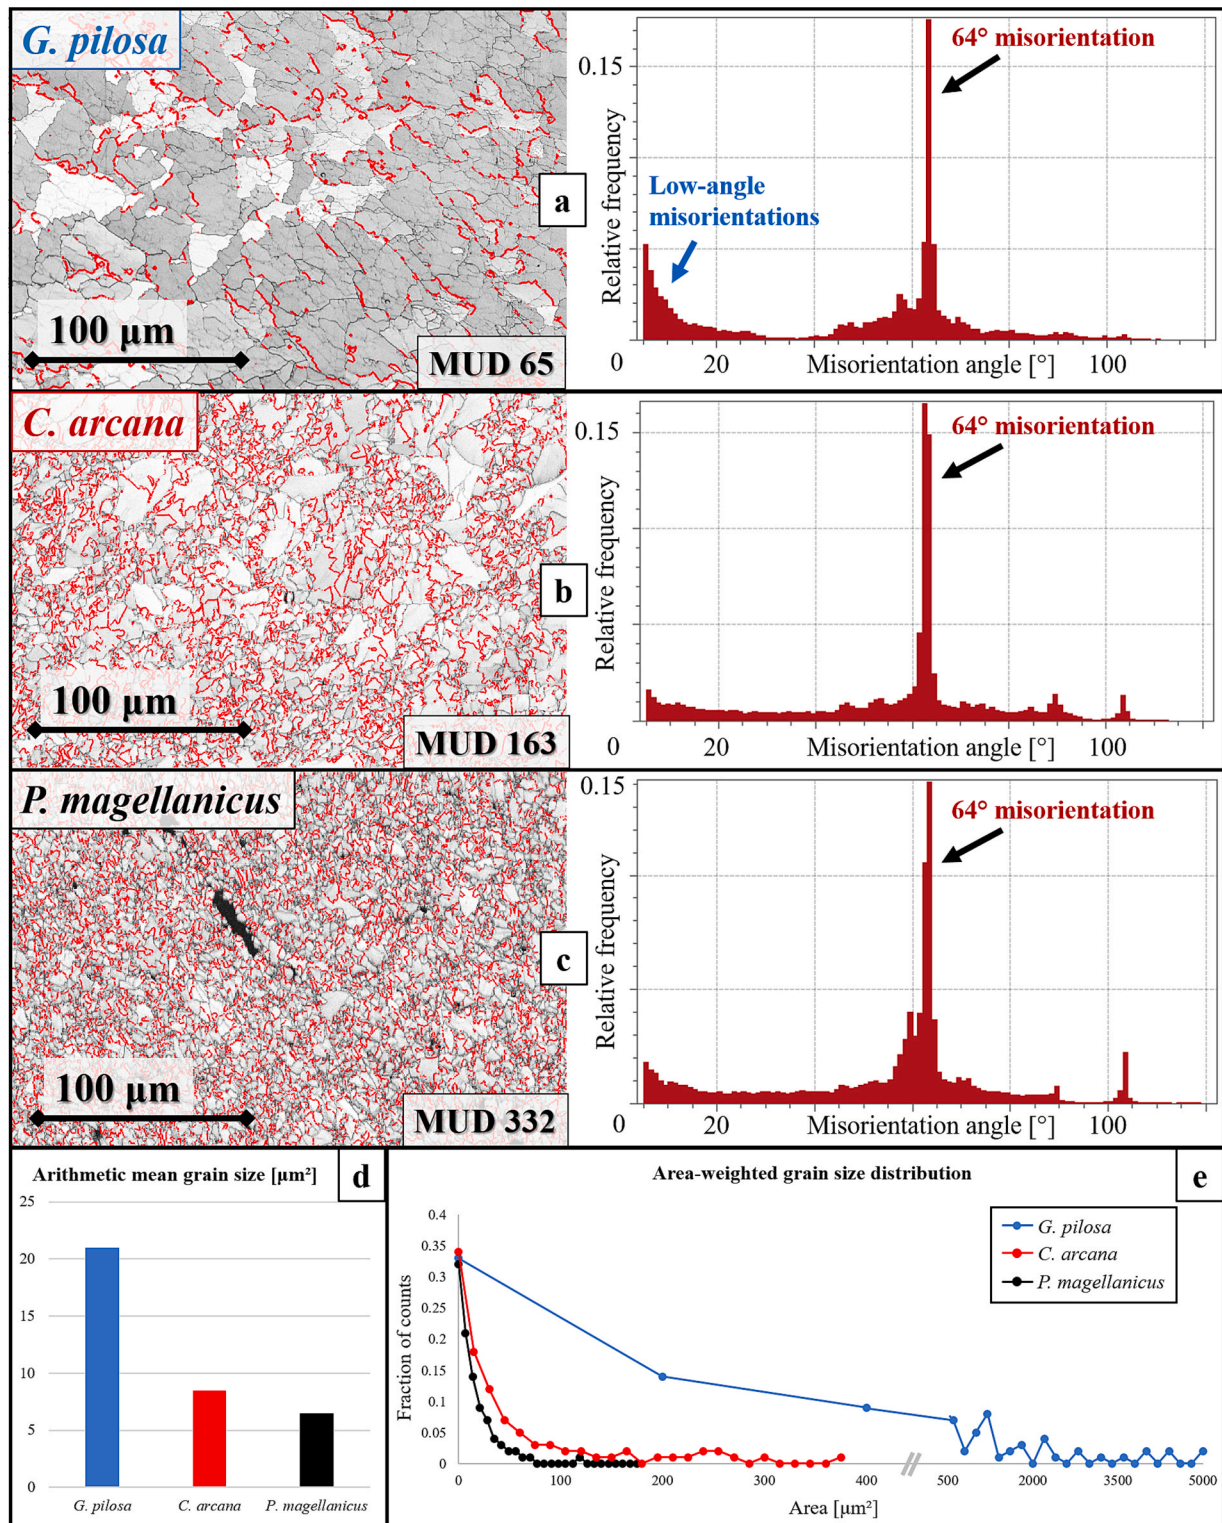 G. pilosa
a
100 µm
MUD 65
0.15
64° misorientation
Low-angle
misorientations
Relative frequency
0
20
Misorientation angle [°]
100
C. arcana
b
100 µm
MUD 163
0.15
64° misorientation
Relative frequency
0
20
Misorientation angle [°]
100
P. magellanicus
c
100 µm
MUD 332
0.15
64° misorientation
Relative frequency
0
20
Misorientation angle [°]
100
Arithmetic mean grain size [µm²]
d
25
20
15
10
5
0
G. pilosa
C. arcana
P. magellanicus
Area-weighted grain size distribution
e
Fraction of counts
0.4
0.35
0.3
0.25
0.2
0.15
0.1
0.05
0
G. pilosa
C. arcana
P. magellanicus
0
100
200
300
400
500
2000
3500
5000
Area [µm²]